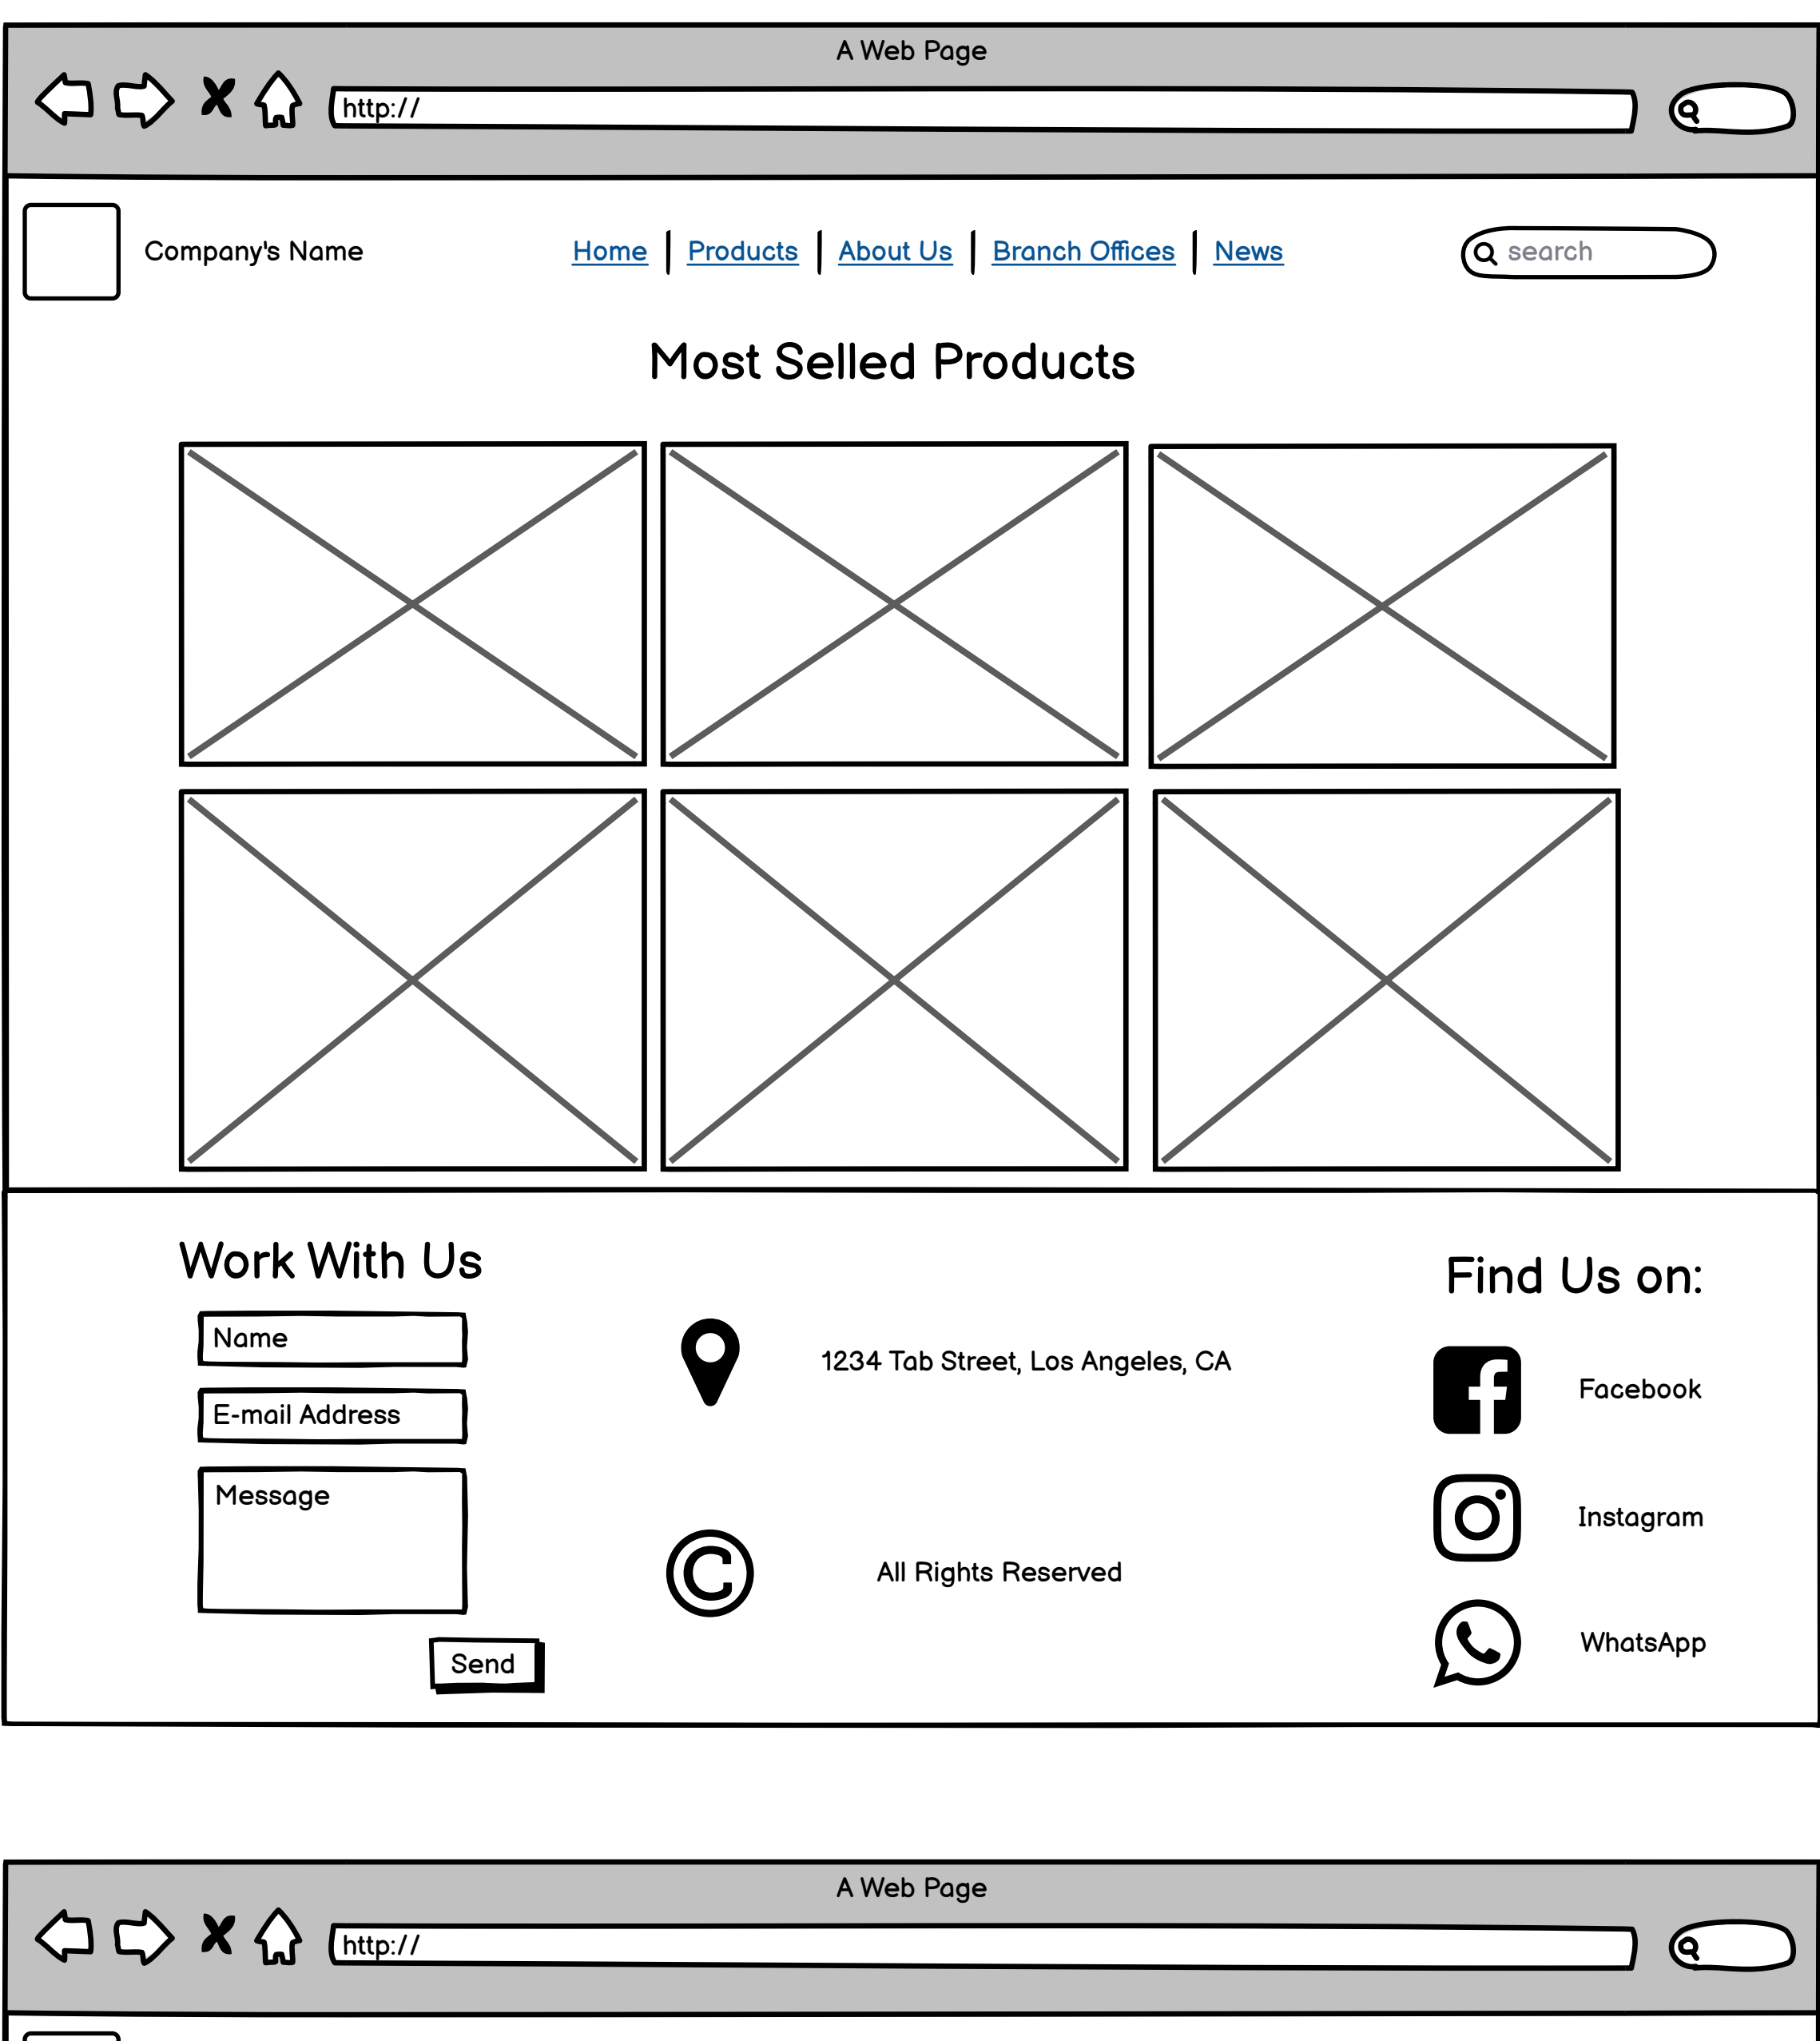 A Web Page
http://
Company's Name
Home
Products
About Us
Branch Offices
News
search
Most Selled Products
Work With Us
Name
E-mail Address
Message
Send
1234 Tab Street, Los Angeles, CA
© All Rights Reserved
Find Us on:
Facebook
Instagram
WhatsApp
A Web Page
http://